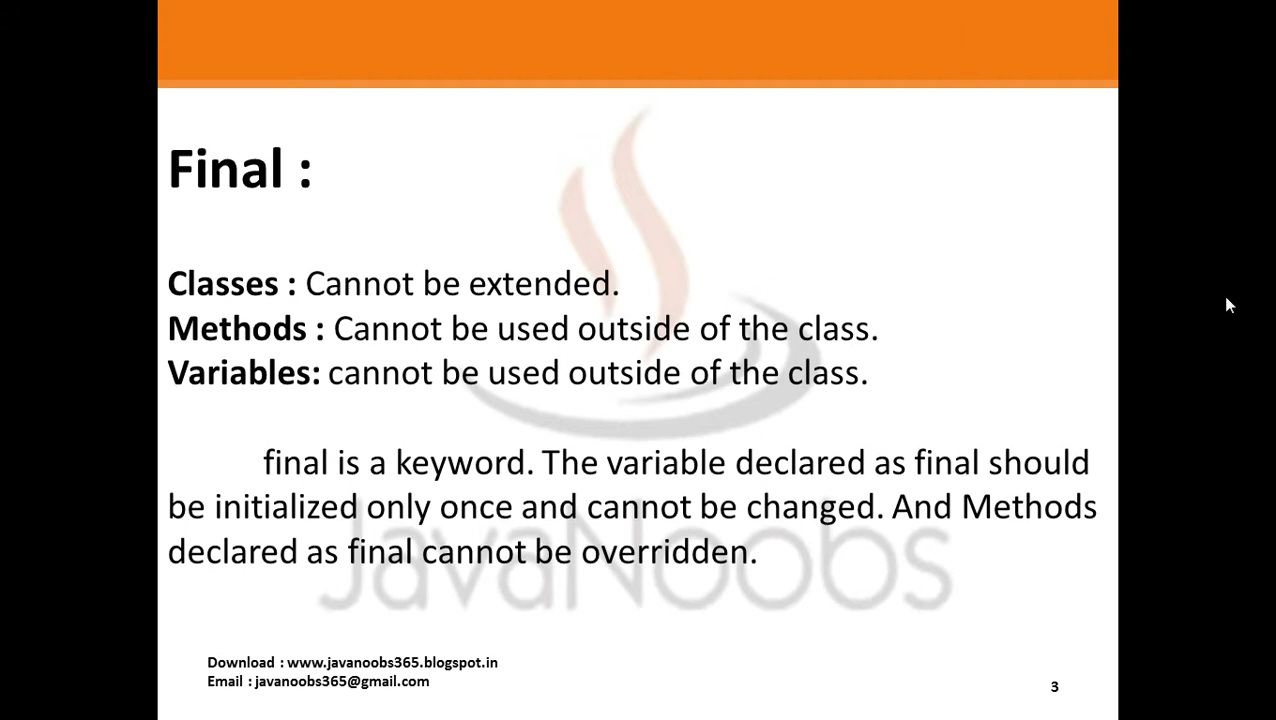 Final :
Classes : Cannot be extended.
Methods : Cannot be used outside of the class.
Variables: cannot be used outside of the class.
final is a keyword. The variable declared as final should
be initialized only once and cannot be changed. And Methods
declared as final cannot be overridden.
JavaNoobs
Download : www.javanoobs365.blogspot.in
Email : javanoobs365@gmail.com
3